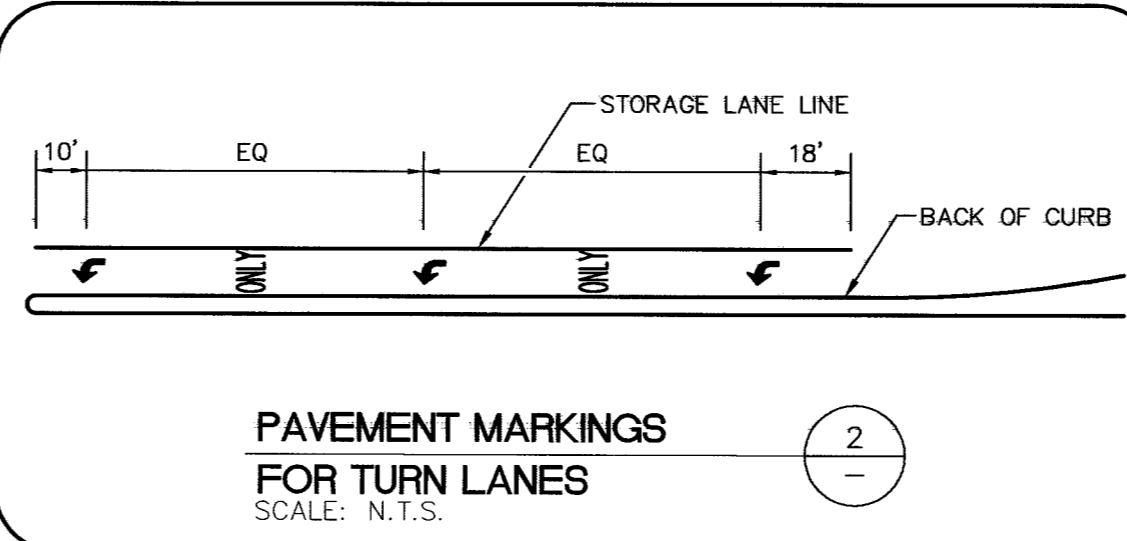 STORAGE LANE LINE
10' EQ EQ 18'
BACK OF CURB
ONLY ONLY
PAVEMENT MARKINGS
FOR TURN LANES
SCALE: N.T.S.
2
–